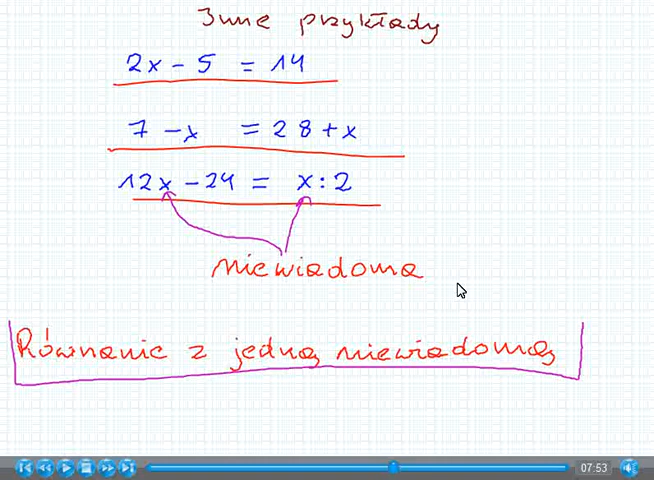 Inne przykłady
2x - 5 = 14
7 - x = 28 + x
12x - 24 = x : 2
niewiadoma
Równanie z jedną niewiadomą
07:53